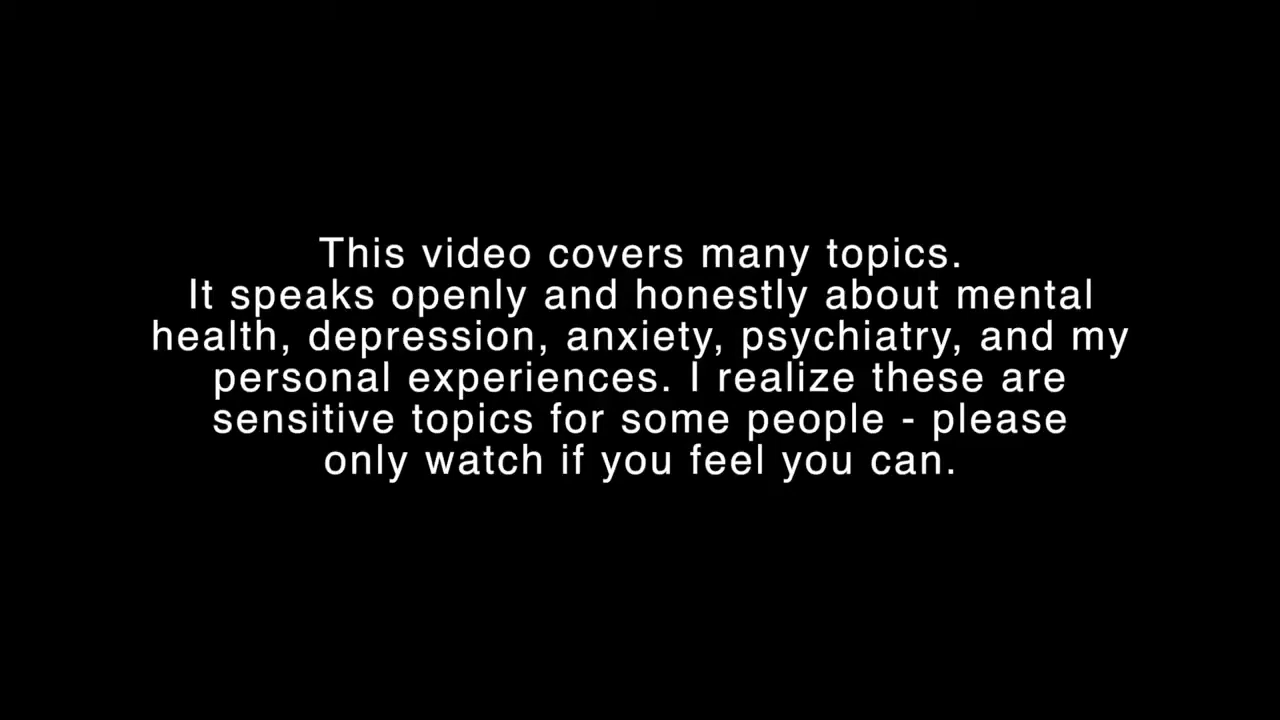 This video covers many topics.
It speaks openly and honestly about mental
health, depression, anxiety, psychiatry, and my
personal experiences. I realize these are
sensitive topics for some people - please
only watch if you feel you can.